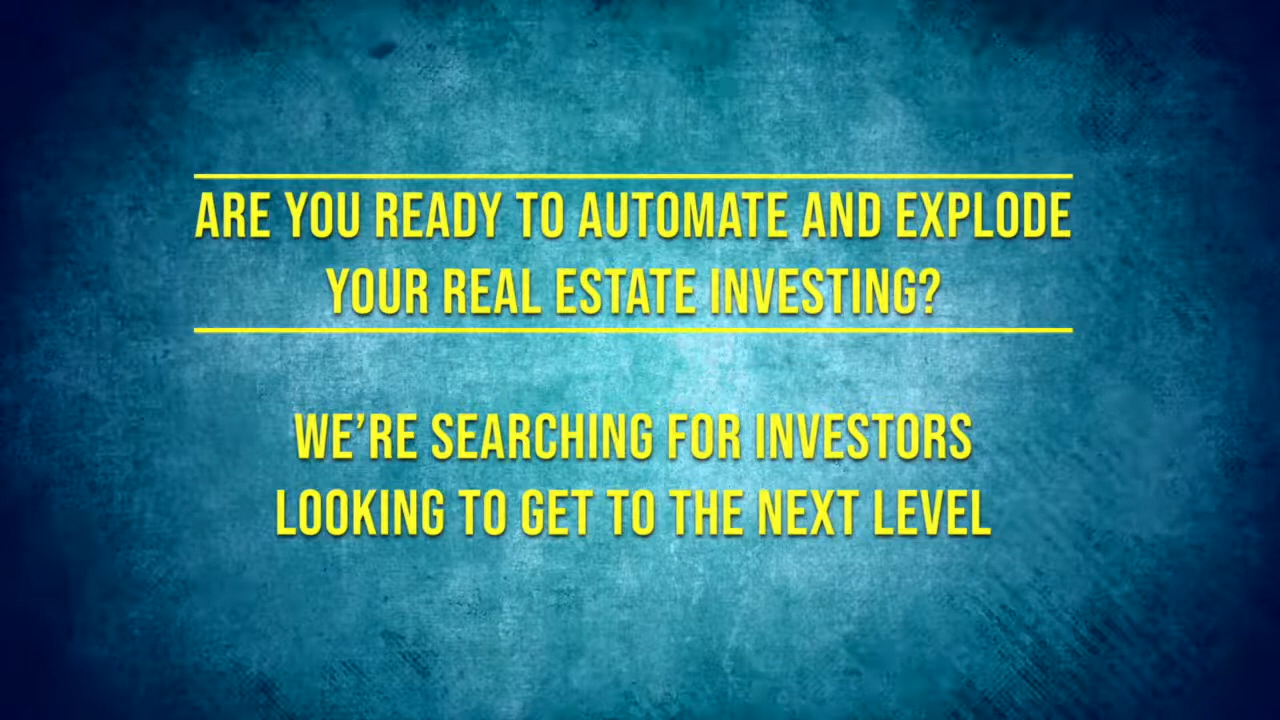 ARE YOU READY TO AUTOMATE AND EXPLODE
YOUR REAL ESTATE INVESTING?
WE’RE SEARCHING FOR INVESTORS
LOOKING TO GET TO THE NEXT LEVEL